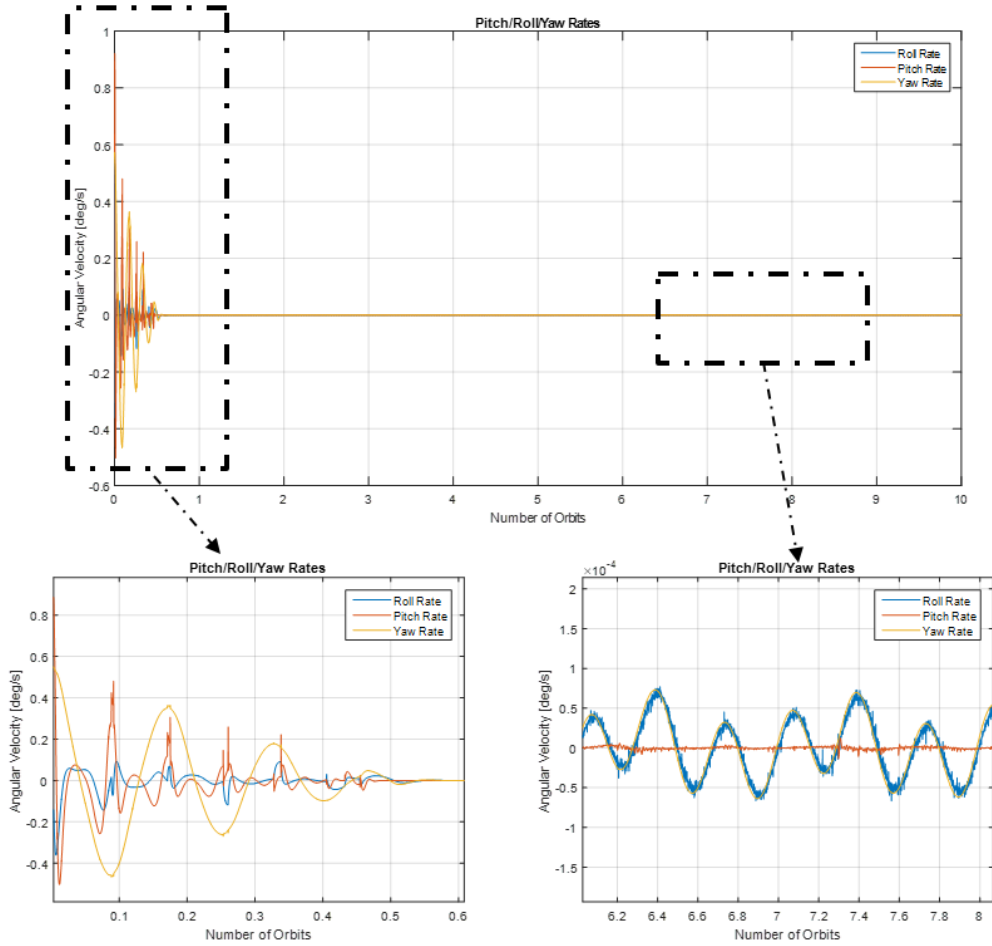 Pitch/Roll/Yaw Rates
1
0.8
0.6
0.4
0.2
0
-0.2
-0.4
-0.6
Angular Velocity [deg/s]
Roll Rate
Pitch Rate
Yaw Rate
0 1 2 3 4 5 6 7 8 9 10
Number of Orbits
Pitch/Roll/Yaw Rates
0.8
0.6
0.4
0.2
0
-0.2
-0.4
Angular Velocity [deg/s]
Roll Rate
Pitch Rate
Yaw Rate
0.1 0.2 0.3 0.4 0.5 0.6
Number of Orbits
×10⁻⁴
Pitch/Roll/Yaw Rates
2
1.5
1
0.5
0
-0.5
-1
-1.5
Angular Velocity [deg/s]
Roll Rate
Pitch Rate
Yaw Rate
6.2 6.4 6.6 6.8 7 7.2 7.4 7.6 7.8 8
Number of Orbits